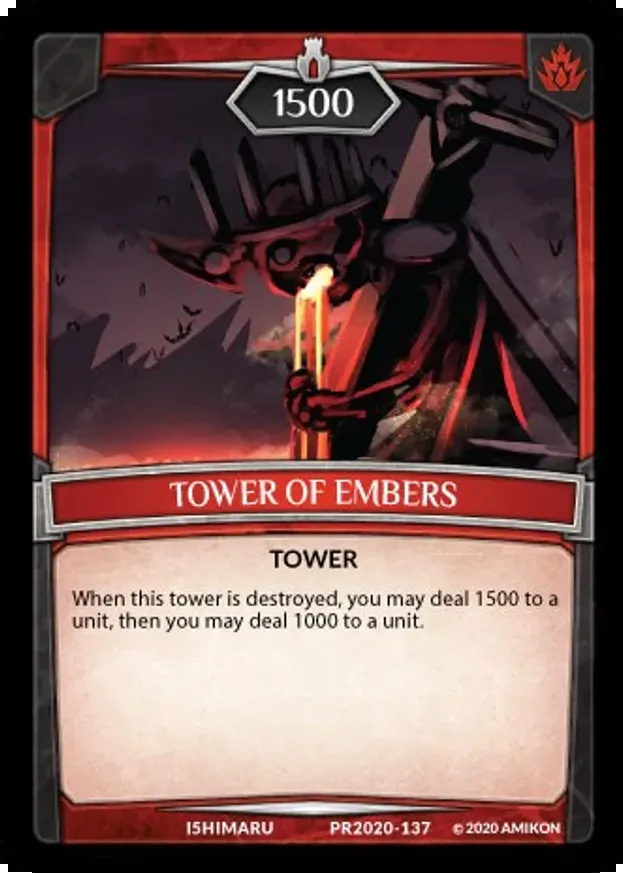 1500
TOWER OF EMBERS
TOWER
When this tower is destroyed, you may deal 1500 to a
unit, then you may deal 1000 to a unit.
I5HIMARU PR2020-137 © 2020 AMIKON